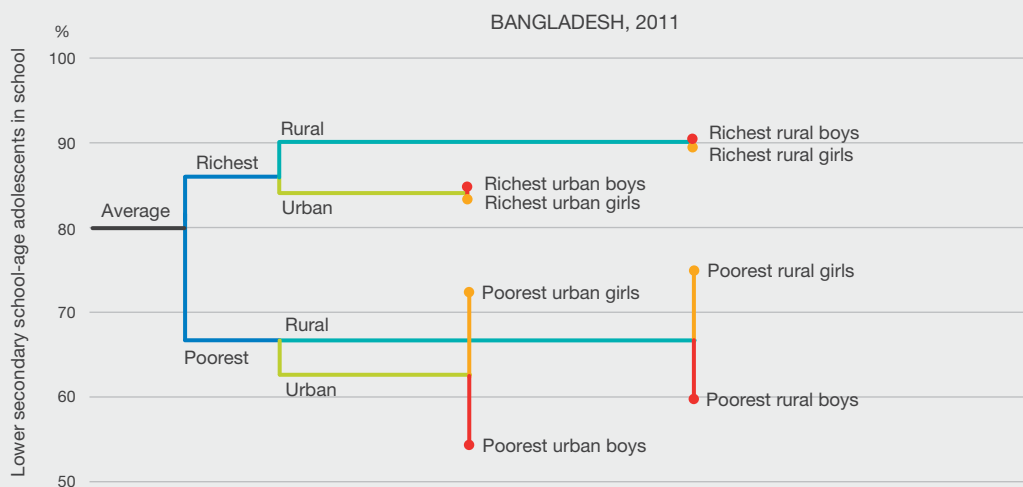 BANGLADESH, 2011
%
Lower secondary school-age adolescents in school
100
90
80
70
60
50
Average
Richest
Poorest
Rural
Urban
Richest rural boys
Richest rural girls
Richest urban boys
Richest urban girls
Rural
Urban
Poorest rural girls
Poorest urban girls
Poorest rural boys
Poorest urban boys